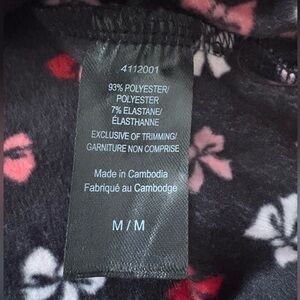 4112001
93% POLYESTER/
POLYESTER
7% ELASTANE/
ÉLASTHANNE
EXCLUSIVE OF TRIMMING/
GARNITURE NON COMPRISE
Made in Cambodia
Fabriqué au Cambodge
M / M